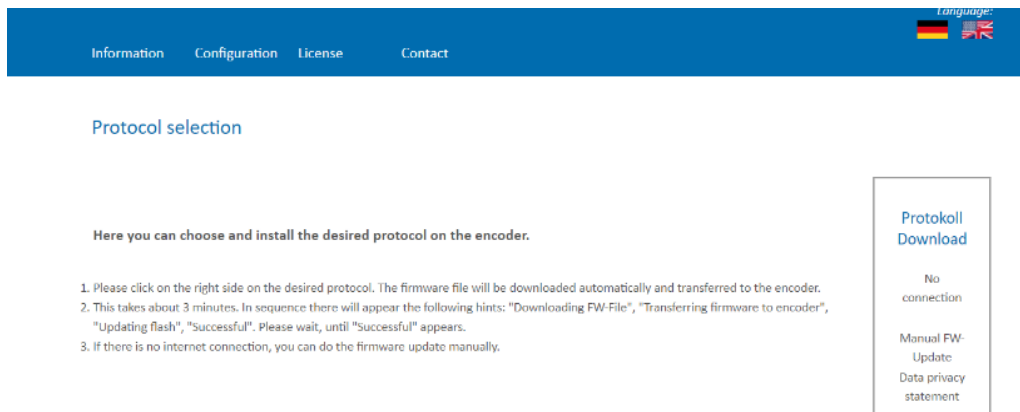 Language:
Information Configuration License Contact
Protocol selection
Here you can choose and install the desired protocol on the encoder.
1. Please click on the right side on the desired protocol. The firmware file will be downloaded automatically and transferred to the encoder.
2. This takes about 3 minutes. In sequence there will appear the following hints: "Downloading FW-File", "Transferring firmware to encoder",
"Updating flash", "Successful". Please wait, until "Successful" appears.
3. If there is no internet connection, you can do the firmware update manually.
Protokoll
Download
No
connection
Manual FW-
Update
Data privacy
statement